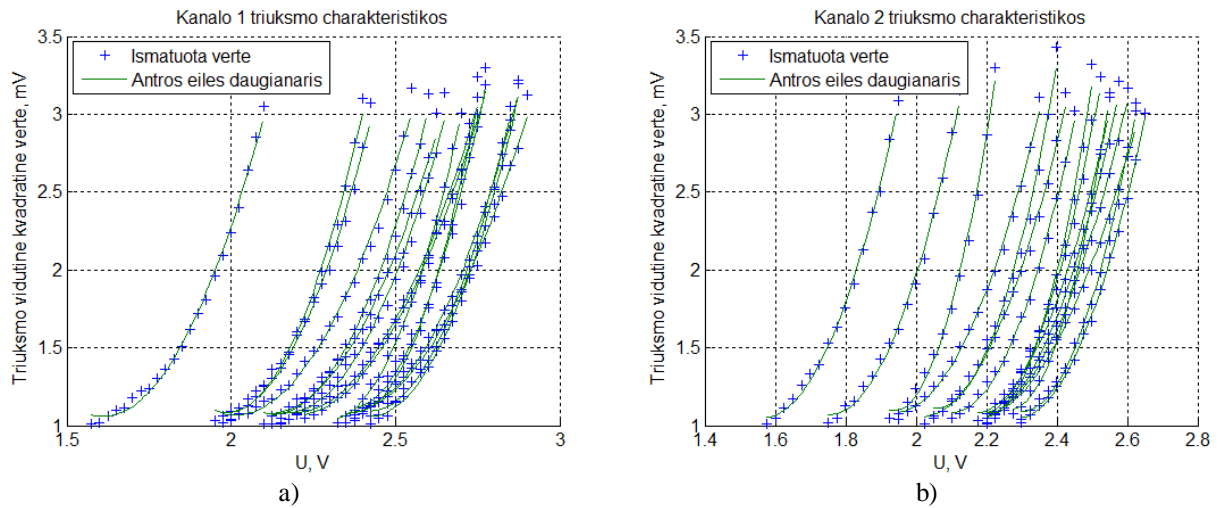 Kanalo 1 triuksmo charakteristikos
3.5
3
2.5
2
1.5
1
Triuksmo vidutine kvadratine verte, mV
Ismatuota verte
Antros eiles daugianaris
1.5
2
2.5
3
U, V
a)
Kanalo 2 triuksmo charakteristikos
3.5
3
2.5
2
1.5
1
Triuksmo vidutine kvadratine verte, mV
Ismatuota verte
Antros eiles daugianaris
1.4
1.6
1.8
2
2.2
2.4
2.6
2.8
U, V
b)